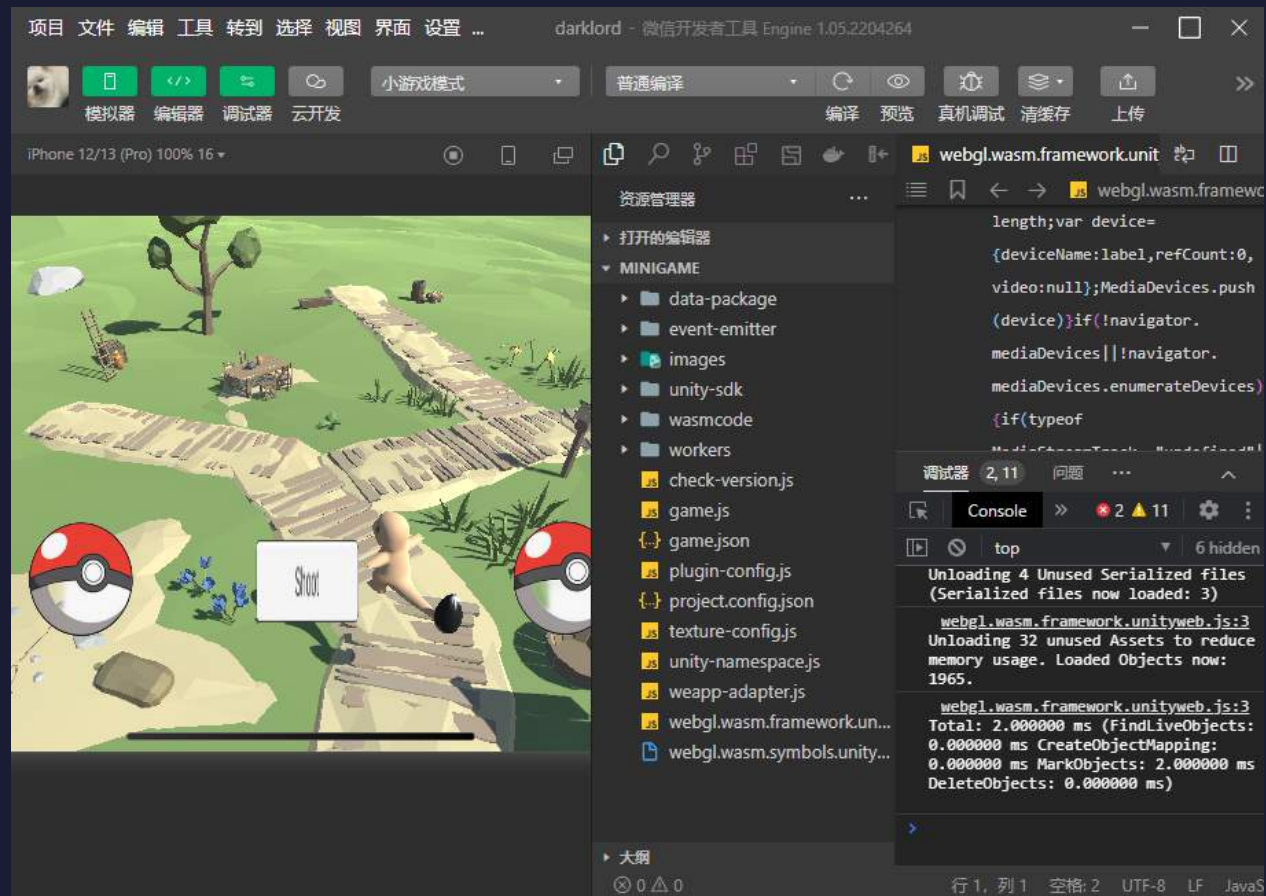 项目 文件 编辑 工具 转到 选择 视图 界面 设置 ... darklord - 微信开发者工具 Engine 1.05.2204264
小游戏模式 普通编译
模拟器 编辑器 调试器 云开发 编译 预览 真机调试 清缓存 上传
iPhone 12/13 (Pro) 100% 16
Shoot
资源管理器
打开的编辑器
MINIGAME
data-package
event-emitter
images
unity-sdk
wasmcode
workers
JS check-version.js
JS game.js
{..} game.json
JS plugin-config.js
{..} project.config.json
JS texture-config.js
JS unity-namespace.js
JS weapp-adapter.js
JS webgl.wasm.framework.un...
webgl.wasm.symbols.unity...
大纲
0 0
JS webgl.wasm.framework.unit
JS webgl.wasm.framewo
length;var device=
{deviceName:label,refCount:0,
video:null};MediaDevices.push
(device)}if(!navigator.
mediaDevices||!navigator.
mediaDevices.enumerateDevices)
{if(typeof
调试器 2, 11 问题 ...
Console 2 11
top 6 hidden
Unloading 4 Unused Serialized files
(Serialized files now loaded: 3)
webgl.wasm.framework.unityweb.js:3
Unloading 32 unused Assets to reduce
memory usage. Loaded Objects now:
1965.
webgl.wasm.framework.unityweb.js:3
Total: 2.000000 ms (FindLiveObjects:
0.000000 ms CreateObjectMapping:
0.000000 ms MarkObjects: 2.000000 ms
DeleteObjects: 0.000000 ms)
行 1, 列 1 空格: 2 UTF-8 LF JavaS